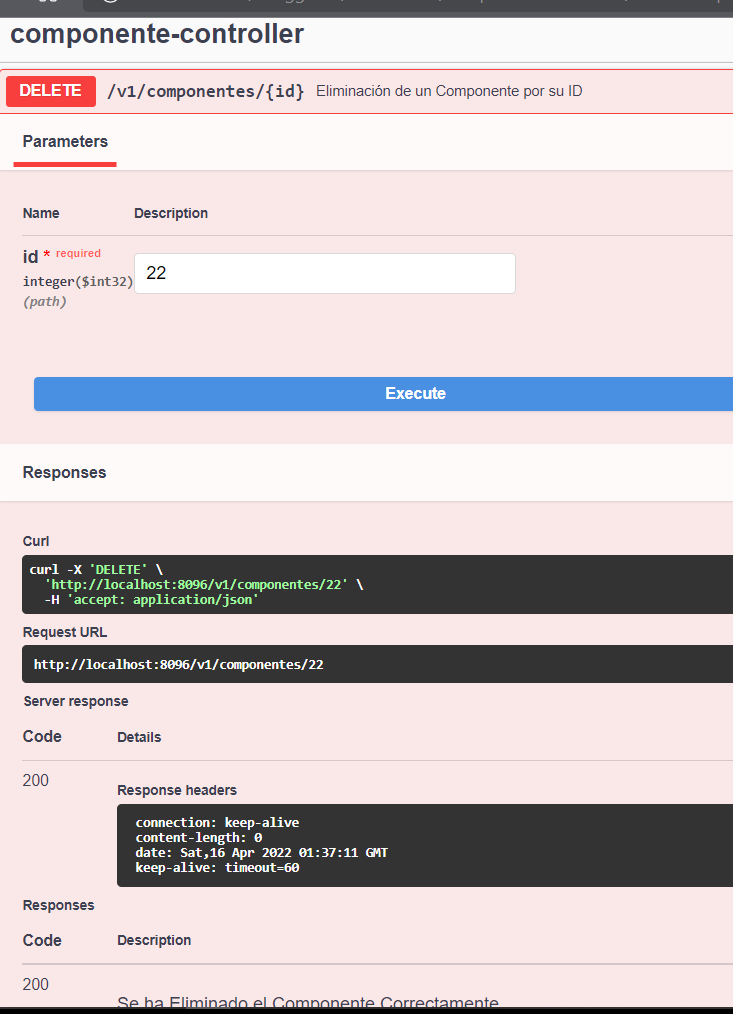 componente-controller
DELETE /v1/componentes/{id} Eliminación de un Componente por su ID
Parameters
Name Description
id * required
22
integer($int32)
(path)
Execute
Responses
Curl
curl -X 'DELETE' \
'http://localhost:8096/v1/componentes/22' \
-H 'accept: application/json'
Request URL
http://localhost:8096/v1/componentes/22
Server response
Code Details
200
Response headers
connection: keep-alive
content-length: 0
date: Sat,16 Apr 2022 01:37:11 GMT
keep-alive: timeout=60
Responses
Code Description
200
Se ha Eliminado el Componente Correctamente